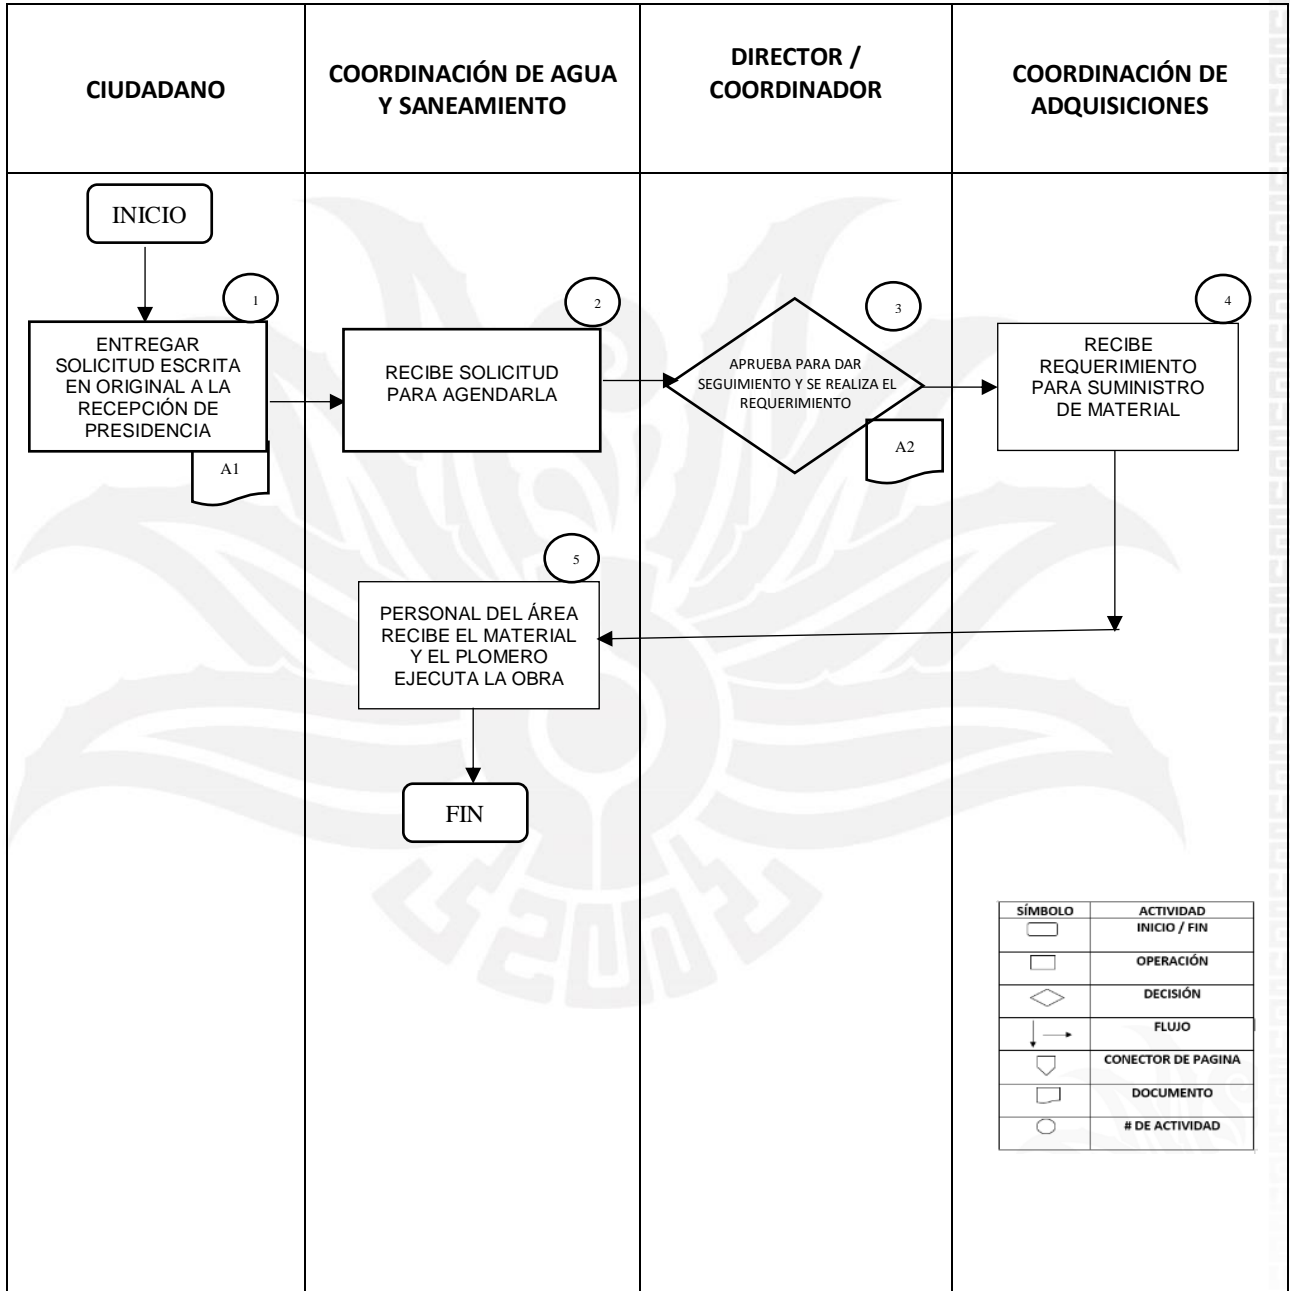 CIUDADANO
COORDINACIÓN DE AGUA
Y SANEAMIENTO
DIRECTOR /
COORDINADOR
COORDINACIÓN DE
ADQUISICIONES
INICIO
1
ENTREGAR
SOLICITUD ESCRITA
EN ORIGINAL A LA
RECEPCIÓN DE
PRESIDENCIA
A1
2
RECIBE SOLICITUD
PARA AGENDARLA
3
APRUEBA PARA DAR
SEGUIMIENTO Y SE REALIZA EL
REQUERIMIENTO
A2
4
RECIBE
REQUERIMIENTO
PARA SUMINISTRO
DE MATERIAL
5
PERSONAL DEL ÁREA
RECIBE EL MATERIAL
Y EL PLOMERO
EJECUTA LA OBRA
FIN
SÍMBOLO ACTIVIDAD
INICIO / FIN
OPERACIÓN
DECISIÓN
FLUJO
CONECTOR DE PAGINA
DOCUMENTO
# DE ACTIVIDAD